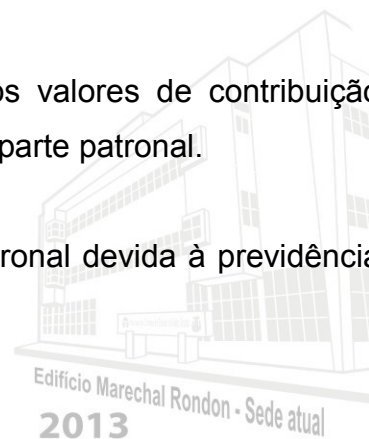 os valores de contribuição
parte patronal.
ronal devida à previdência
Edifício Marechal Rondon - Sede atual
2013